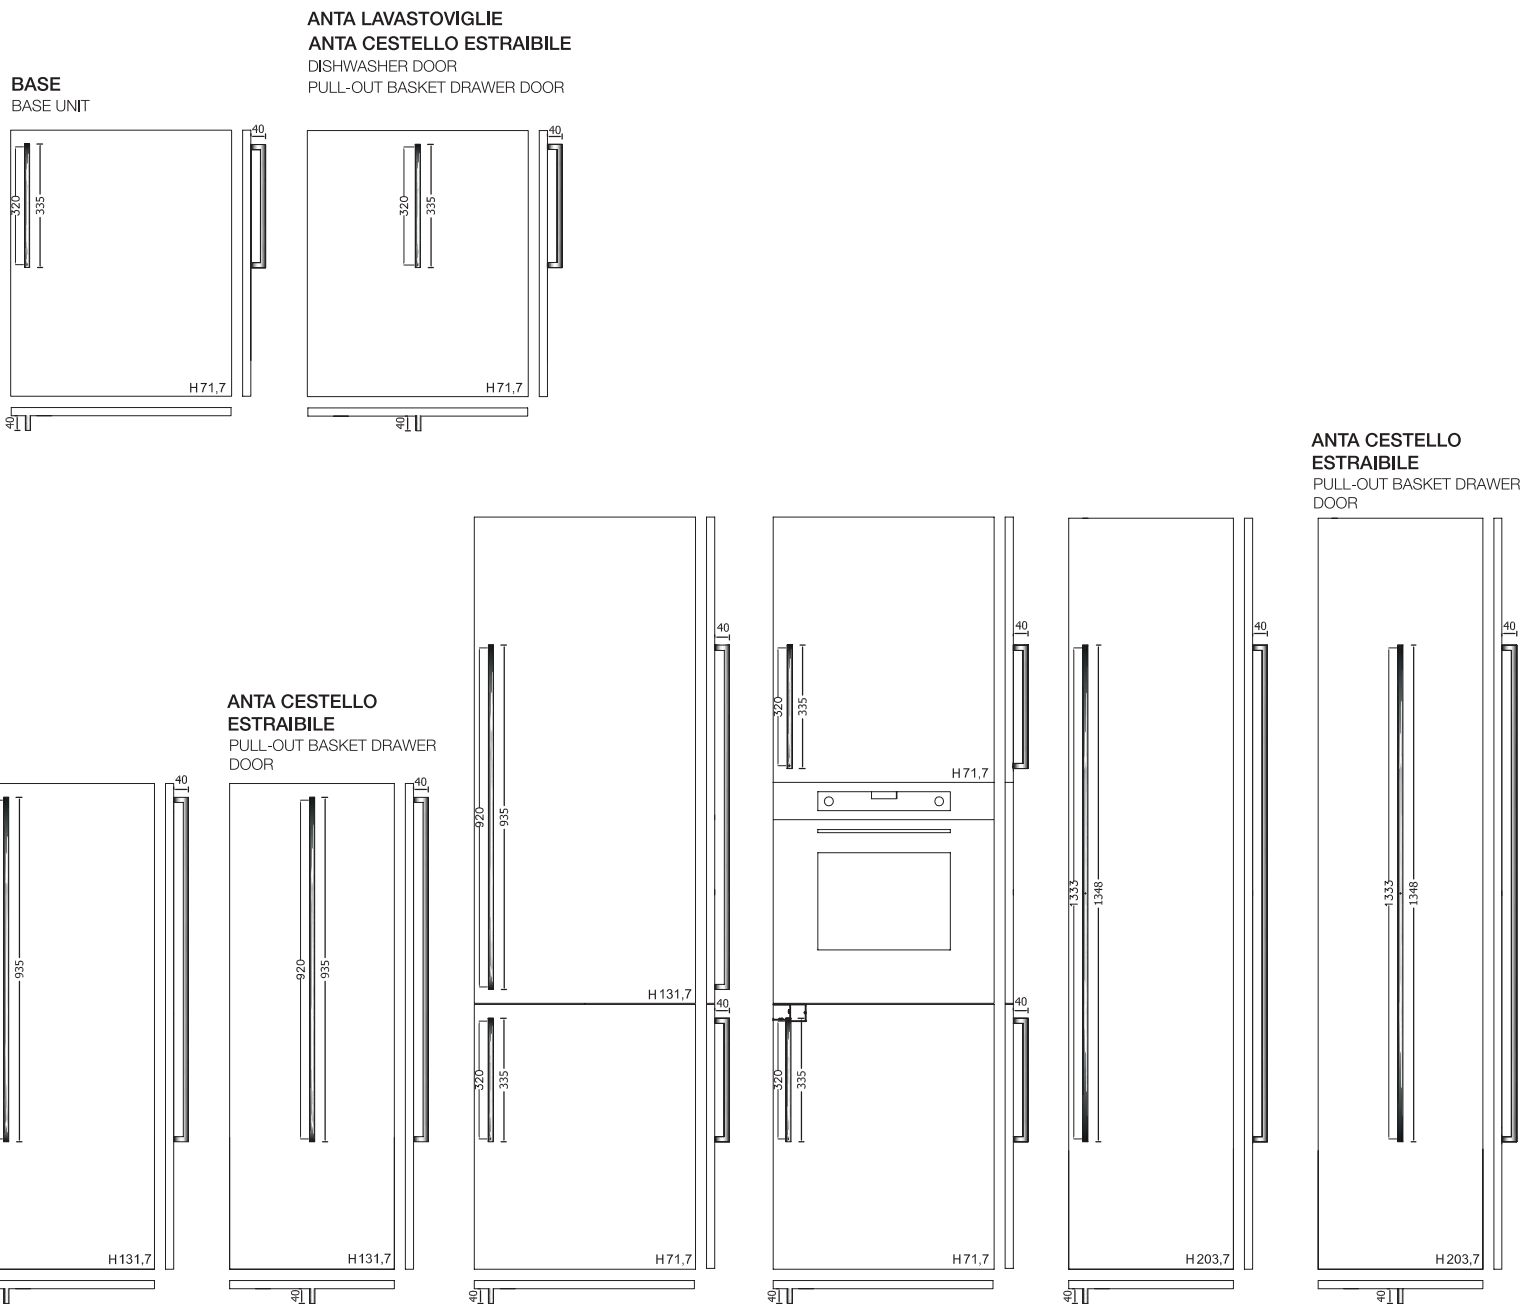 ANTA LAVASTOVIGLIE
ANTA CESTELLO ESTRAIBILE
DISHWASHER DOOR
PULL-OUT BASKET DRAWER DOOR
BASE
BASE UNIT
40
320
335
H71,7
40
40
320
335
H71,7
40
ANTA CESTELLO
ESTRAIBILE
PULL-OUT BASKET DRAWER
DOOR
ANTA CESTELLO
ESTRAIBILE
PULL-OUT BASKET DRAWER
DOOR
40
935
H131,7
40
920
935
H131,7
40
40
920
935
H131,7
40
320
335
H71,7
40
40
320
335
H71,7
40
320
335
H71,7
40
40
1333
1348
H203,7
40
40
1333
1348
H203,7
40